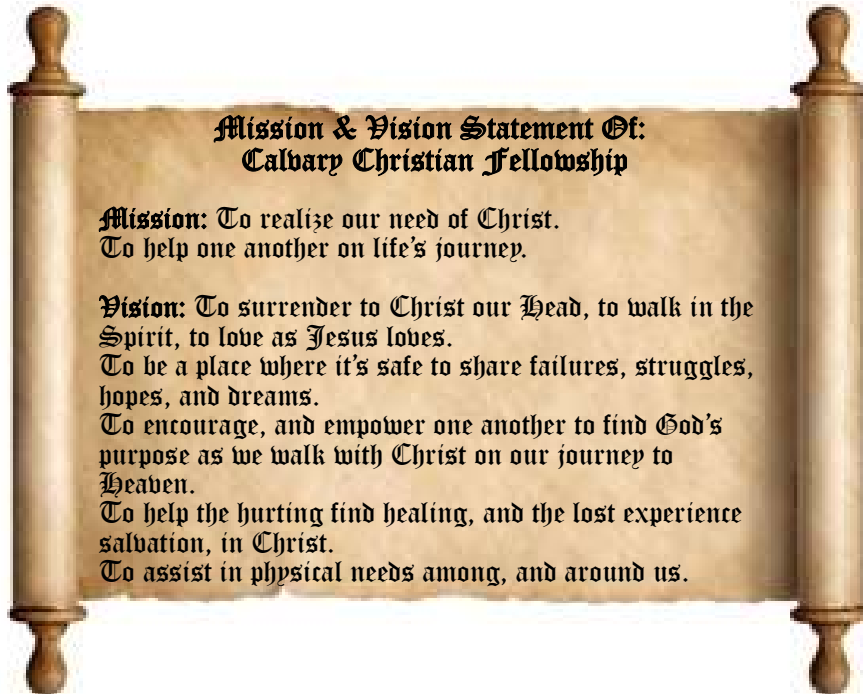 Mission & Vision Statement Of:
Calvary Christian Fellowship
Mission: To realize our need of Christ.
To help one another on life's journey.
Vision: To surrender to Christ our Head, to walk in the
Spirit, to love as Jesus loves.
To be a place where it's safe to share failures, struggles,
hopes, and dreams.
To encourage, and empower one another to find God's
purpose as we walk with Christ on our journey to
Heaven.
To help the hurting find healing, and the lost experience
salvation, in Christ.
To assist in physical needs among, and around us.